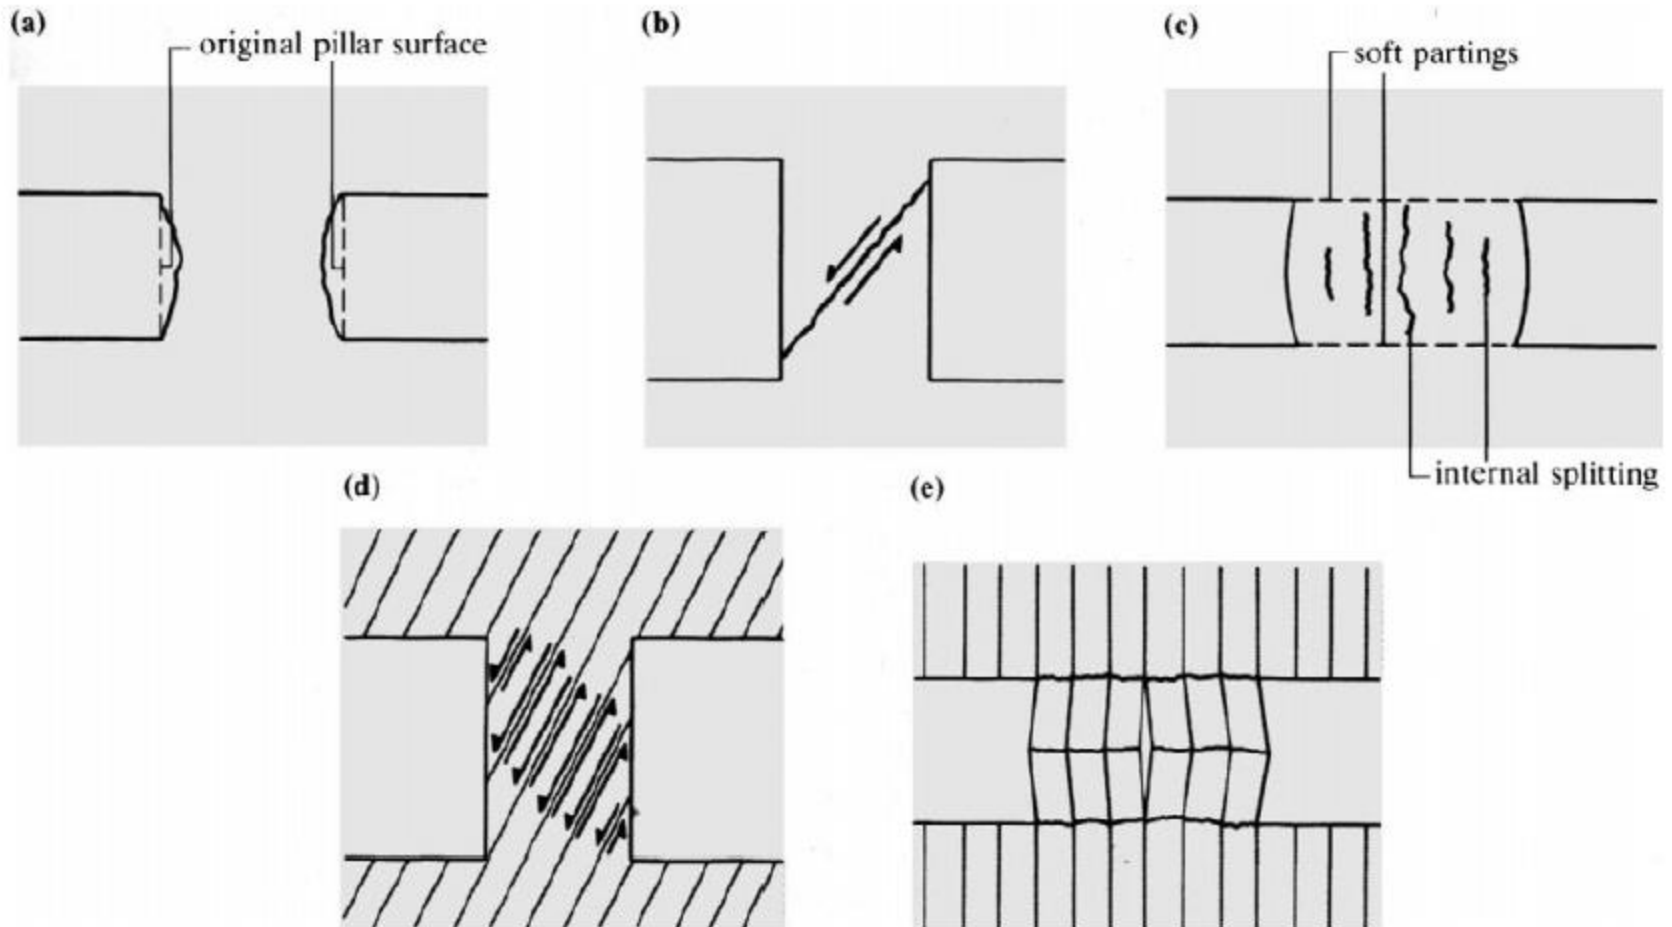 (a)
original pillar surface
(b)
(c)
soft partings
internal splitting
(d)
(e)